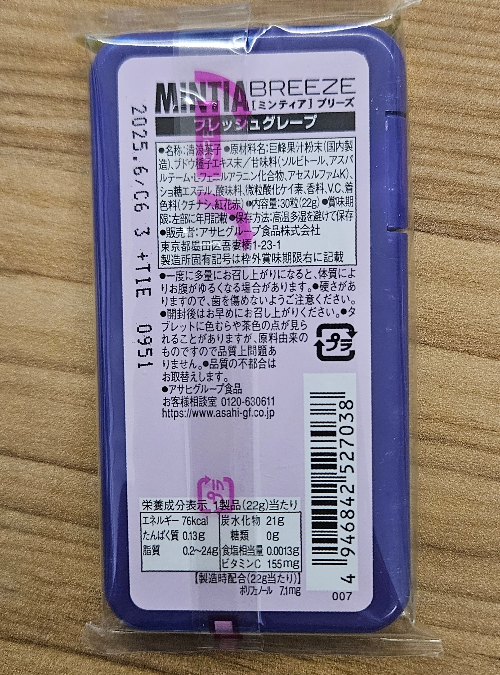 MINTIA BREEZE
[ミンティア] ブリーズ
フレッシュグレープ
●名称:清涼菓子 ●原材料名:巨峰果汁粉末(国内製
造)、ブドウ種子エキス末/甘味料(ソルビトール、アスパ
ルテーム・L-フェニルアラニン化合物、アセスルファムK)、
ショ糖エステル、酸味料、微粒酸化ケイ素、香料、V.C、着
色料(クチナシ、紅花赤) ●内容量:30粒(22g) ●賞味期
限:左部に年月記載 ●保存方法:高温多湿を避けて保存
●販売者:アサヒグループ食品株式会社
東京都墨田区吾妻橋1-23-1
製造所固有記号は枠外賞味期限右に記載
●一度に多量にお召し上がりになると、体質によ
りお腹がゆるくなる場合があります。●硬さがあ
りますので、歯を傷めないようご注意ください。
●開封後はお早めにお召し上がりください。●タ
ブレットに色むらや茶色の点が見ら
れることがありますが、原料由来の
ものですので品質上問題あ
りません。●品質の不都合は
お取替えします。
●アサヒグループ食品
お客様相談室 0120-630611
https://www.asahi-gf.co.jp
プラ
2025.6/C6 3 +T1E 0951
栄養成分表示 1製品(22g)当たり
エネルギー 76kcal 炭水化物 21g
たんぱく質 0.13g 糖類 0g
脂質 0.2~2.4g 食塩相当量 0.0013g
ビタミンC 155mg
【製造時配合(22g当たり)】
ポリフェノール 7.1mg
4946842527038
007